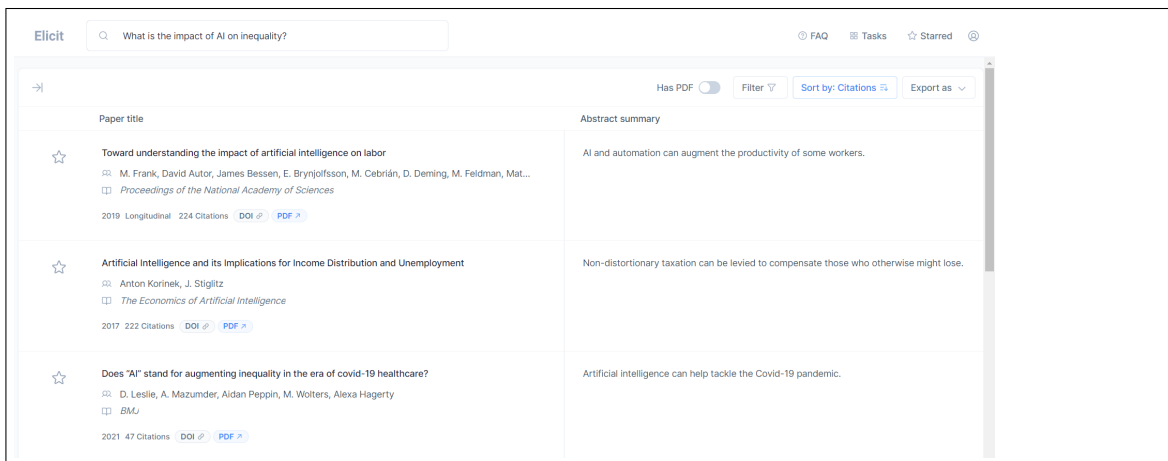 Elicit
What is the impact of AI on inequality?
FAQ
Tasks
Starred
Has PDF
Filter
Sort by: Citations
Export as
Paper title
Abstract summary
Toward understanding the impact of artificial intelligence on labor
M. Frank, David Autor, James Bessen, E. Brynjolfsson, M. Cebrián, D. Deming, M. Feldman, Mat...
Proceedings of the National Academy of Sciences
2019 Longitudinal 224 Citations DOI PDF
AI and automation can augment the productivity of some workers.
Artificial Intelligence and its Implications for Income Distribution and Unemployment
Anton Korinek, J. Stiglitz
The Economics of Artificial Intelligence
2017 222 Citations DOI PDF
Non-distortionary taxation can be levied to compensate those who otherwise might lose.
Does "AI" stand for augmenting inequality in the era of covid-19 healthcare?
D. Leslie, A. Mazumder, Aidan Peppin, M. Wolters, Alexa Hagerty
BMJ
2021 47 Citations DOI PDF
Artificial intelligence can help tackle the Covid-19 pandemic.